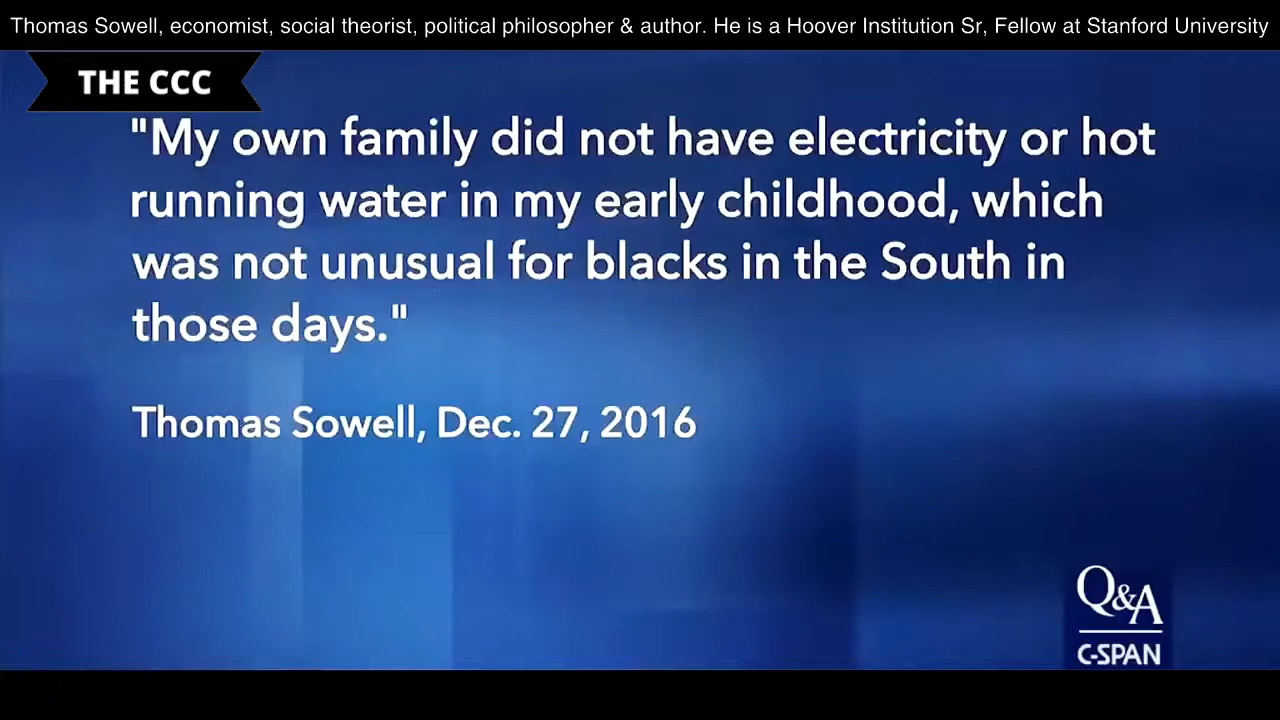 Thomas Sowell, economist, social theorist, political philosopher & author. He is a Hoover Institution Sr, Fellow at Stanford University
THE CCC
"My own family did not have electricity or hot
running water in my early childhood, which
was not unusual for blacks in the South in
those days."
Thomas Sowell, Dec. 27, 2016
Q&A
C-SPAN